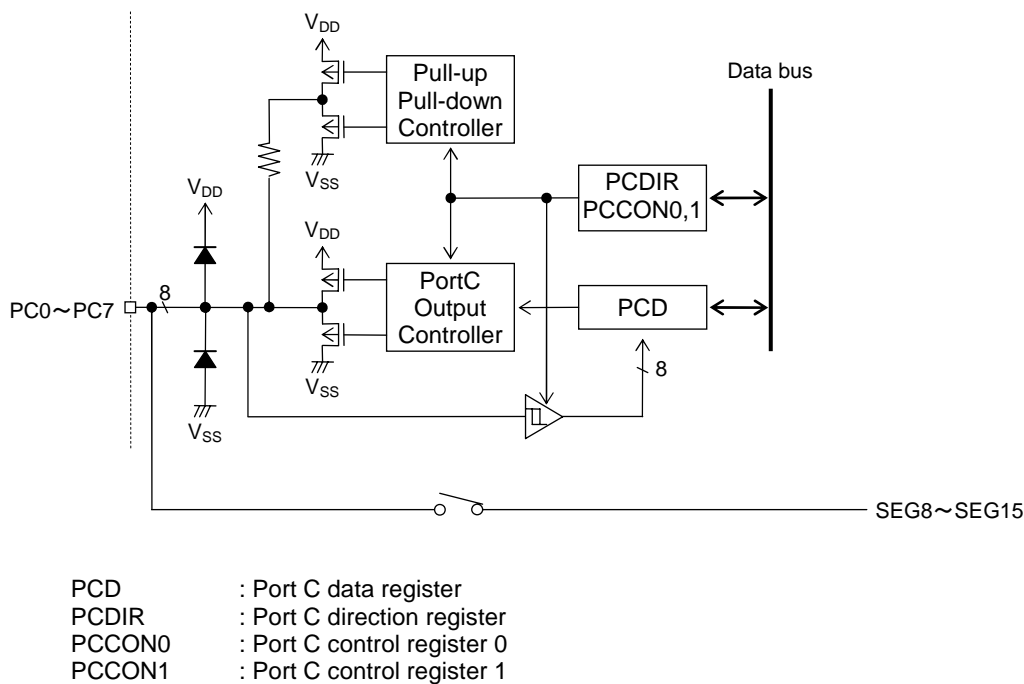 VDD
Pull-up
Pull-down
Controller
Data bus
VSS
PCDIR
PCCON0,1
VDD
VDD
PortC
Output
Controller
PCD
PC0～PC7
8
VSS
8
VSS
SEG8～SEG15
PCD : Port C data register
PCDIR : Port C direction register
PCCON0 : Port C control register 0
PCCON1 : Port C control register 1